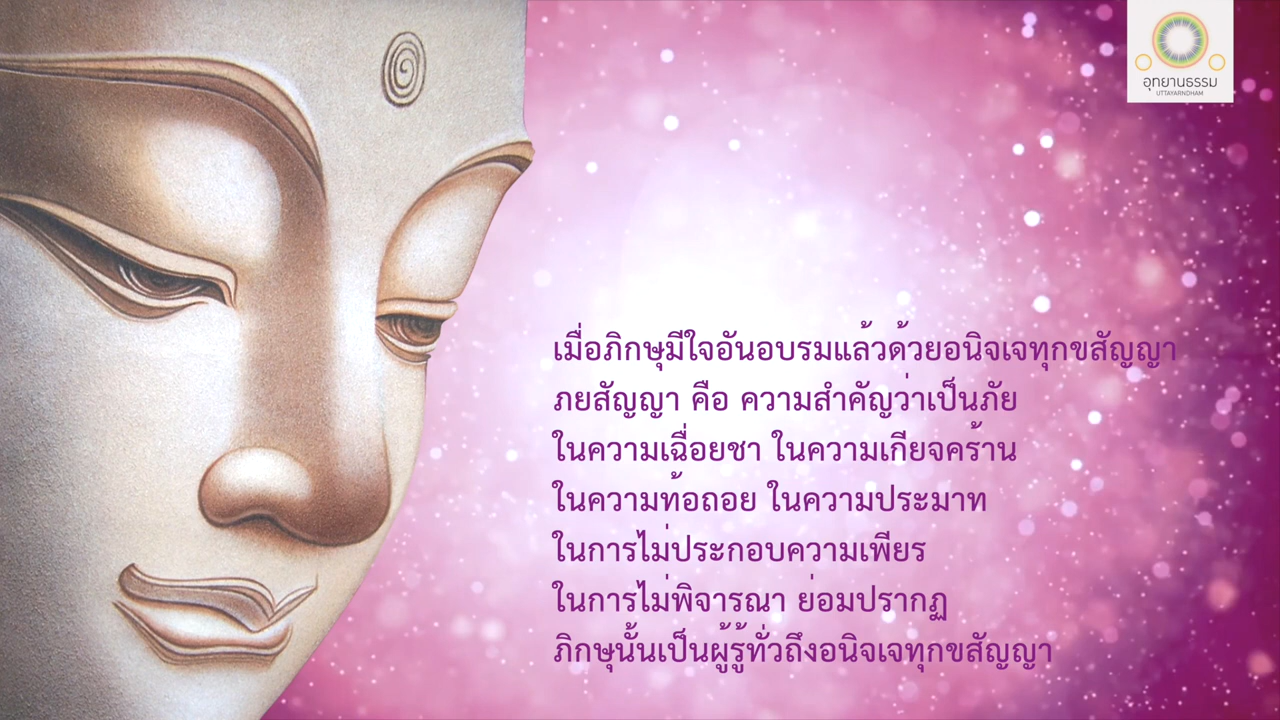 อุทยานธรรม
UTTAYARNDHAM
เมื่อภิกษุมีใจอันอบรมแล้วด้วยอนิจเจทุกขสัญญา
ภยสัญญา คือ ความสำคัญว่าเป็นภัย
ในความเฉื่อยชา ในความเกียจคร้าน
ในความท้อถอย ในความประมาท
ในการไม่ประกอบความเพียร
ในการไม่พิจารณา ย่อมปรากฏ
ภิกษุนั้นเป็นผู้รู้ทั่วถึงอนิจเจทุกขสัญญา